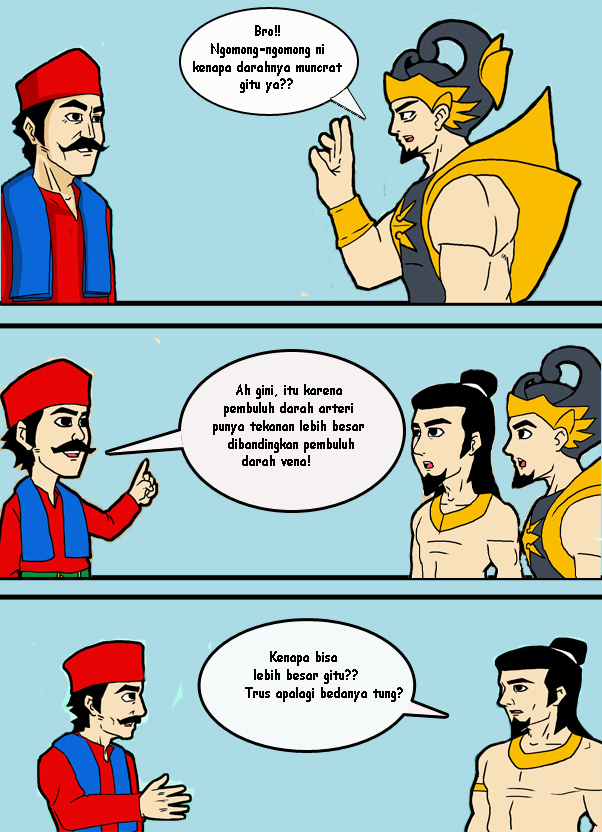 Bro!!
Ngomong-ngomong ni
kenapa darahnya muncrat
gitu ya??
Ah gini, itu karena
pembuluh darah arteri
punya tekanan lebih besar
dibandingkan pembuluh
darah vena!
Kenapa bisa
lebih besar gitu??
Trus apalagi bedanya tung?